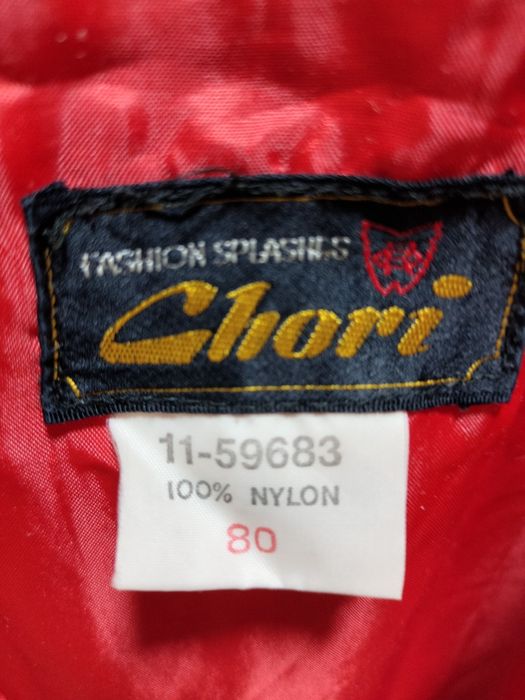 FASHION SPLASHES
Chori
11-59683
100% NYLON
80